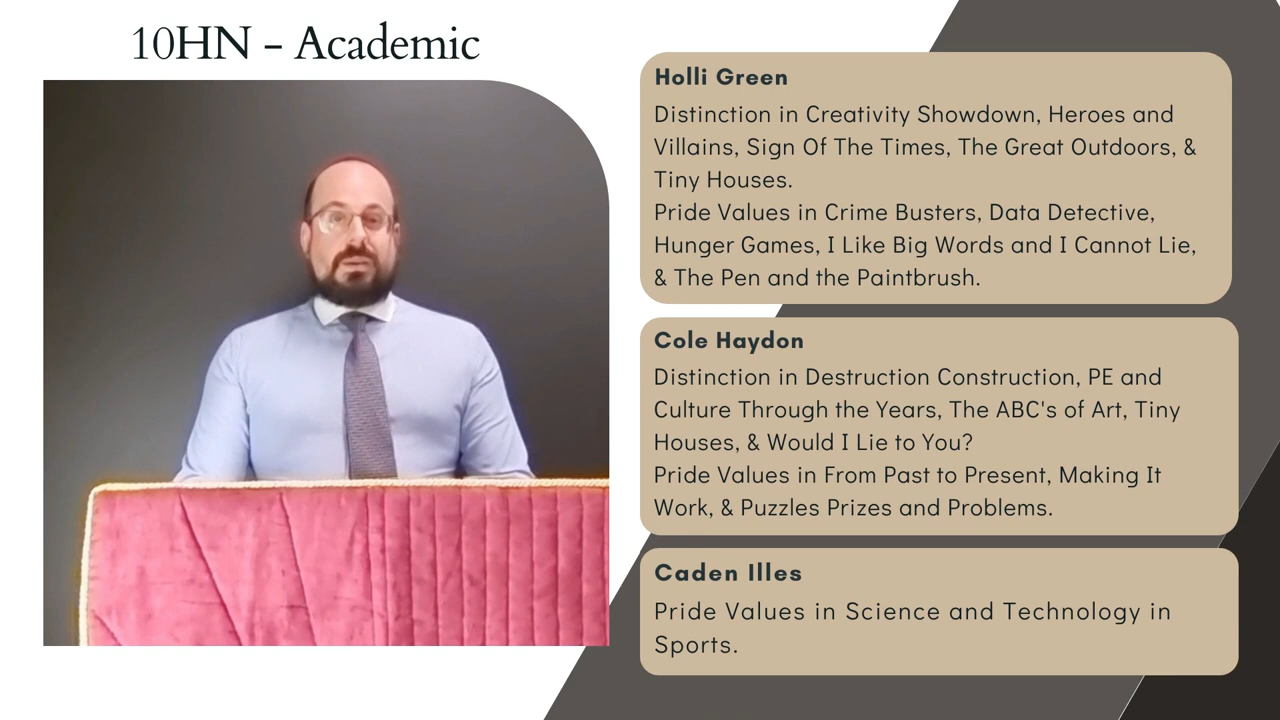 10HN - Academic
Holli Green
Distinction in Creativity Showdown, Heroes and
Villains, Sign Of The Times, The Great Outdoors, &
Tiny Houses.
Pride Values in Crime Busters, Data Detective,
Hunger Games, I Like Big Words and I Cannot Lie,
& The Pen and the Paintbrush.
Cole Haydon
Distinction in Destruction Construction, PE and
Culture Through the Years, The ABC's of Art, Tiny
Houses, & Would I Lie to You?
Pride Values in From Past to Present, Making It
Work, & Puzzles Prizes and Problems.
Caden Illes
Pride Values in Science and Technology in
Sports.